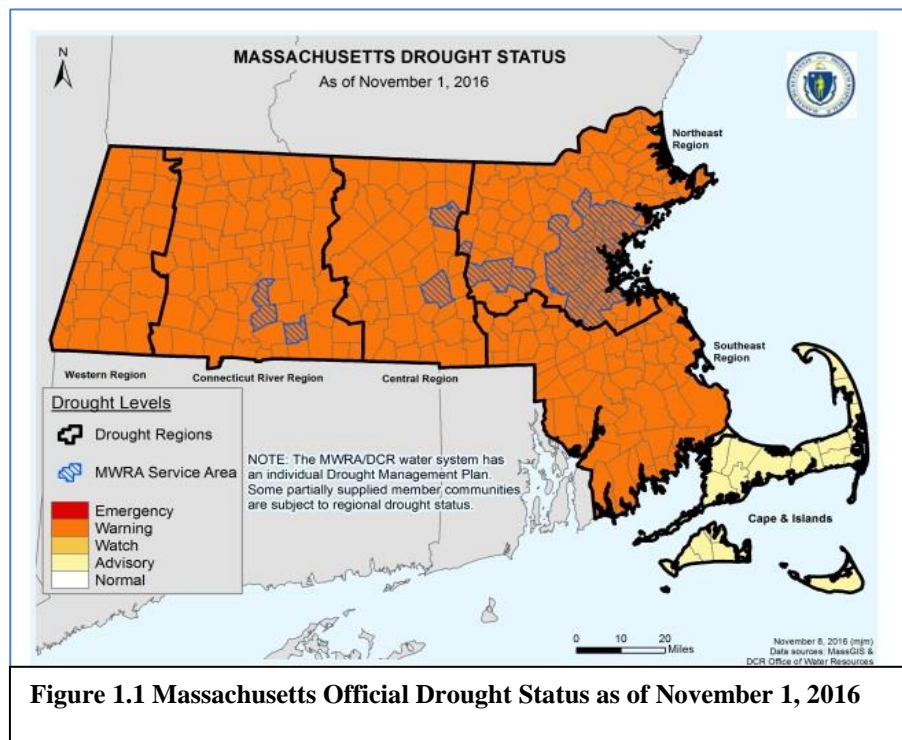 N
MASSACHUSETTS DROUGHT STATUS
As of November 1, 2016
Northeast
Region
Southeast
Region
Western Region
Connecticut River Region
Central Region
Cape & Islands
Drought Levels
Drought Regions
MWRA Service Area
Emergency
Warning
Watch
Advisory
Normal
NOTE: The MWRA/DCR water system has
an individual Drought Management Plan.
Some partially supplied member communities
are subject to regional drought status.
0 10 20
Miles
November 8, 2016 (mjm)
Data sources: MassGIS &
DCR Office of Water Resources
Figure 1.1 Massachusetts Official Drought Status as of November 1, 2016